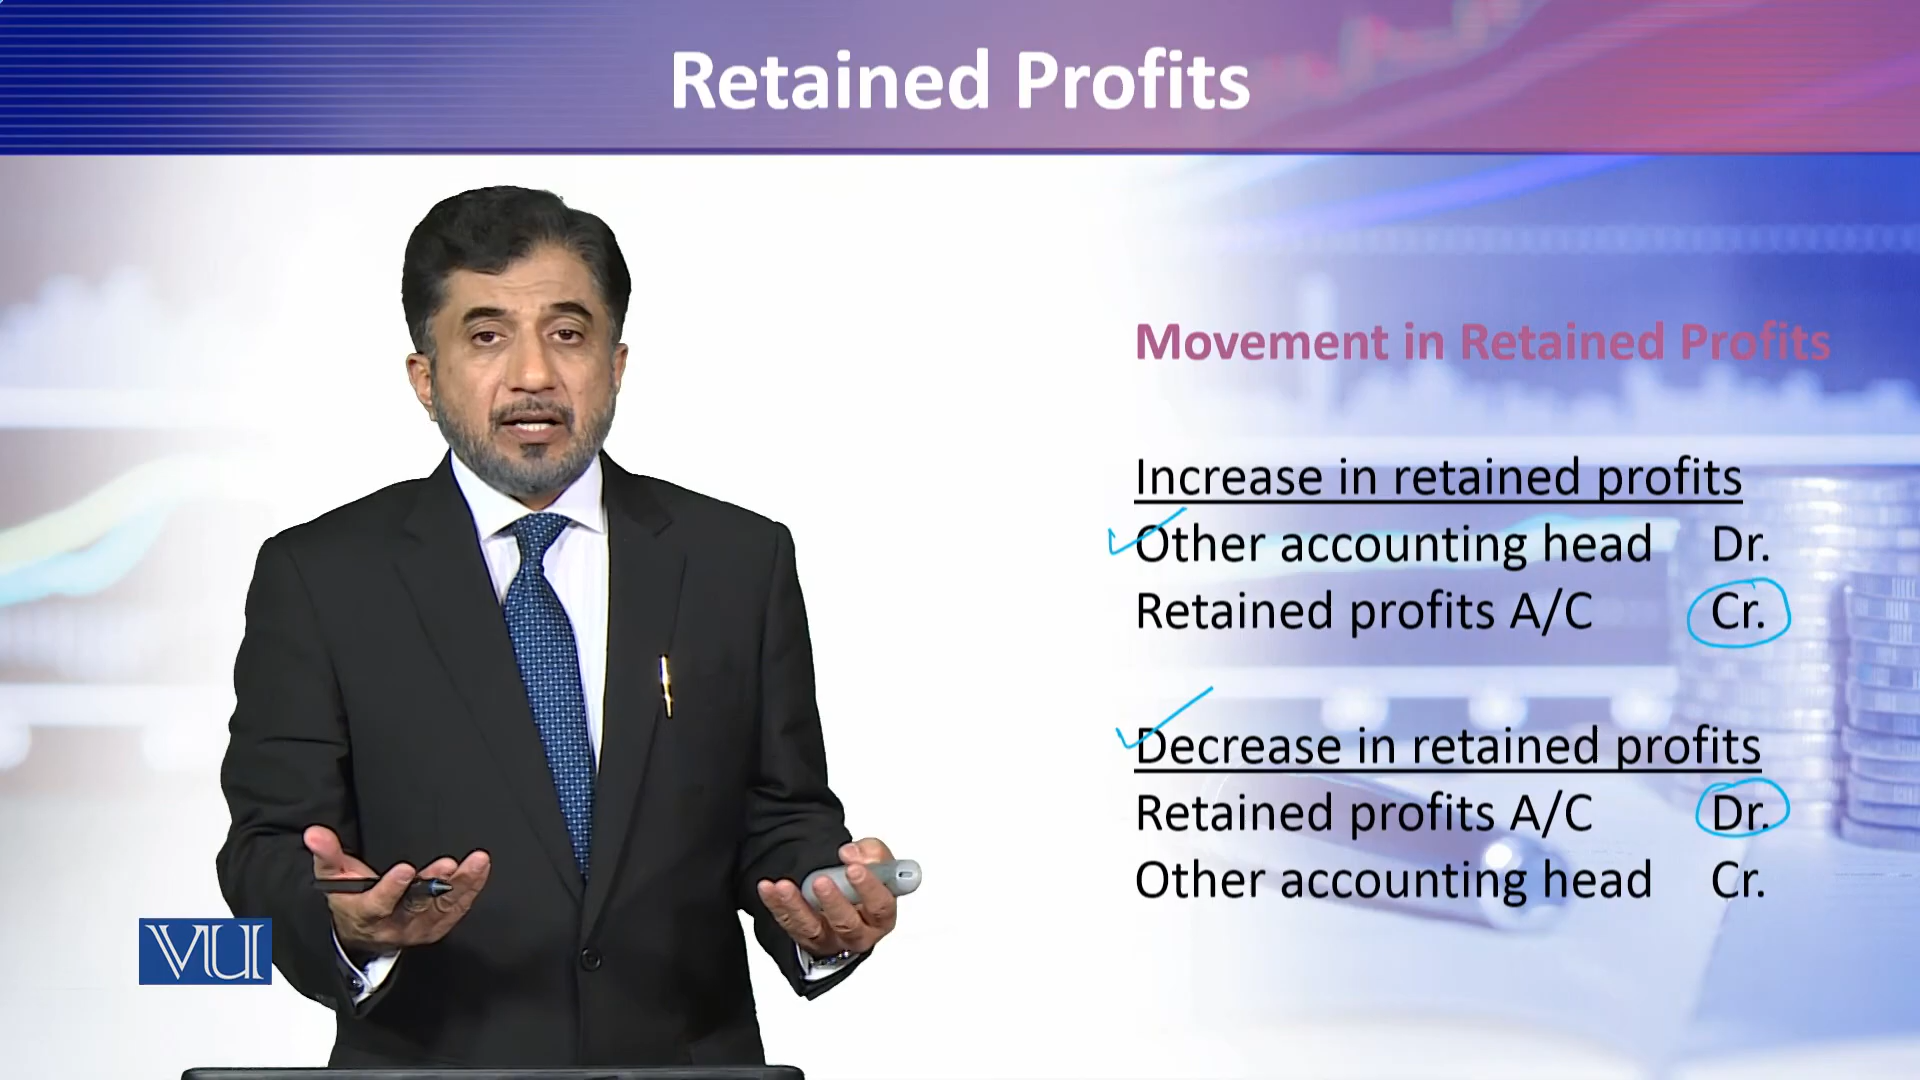 Retained Profits
Movement in Retained Profits
Increase in retained profits
Other accounting head Dr.
Retained profits A/C Cr.
Decrease in retained profits
Retained profits A/C Dr.
Other accounting head Cr.
VU